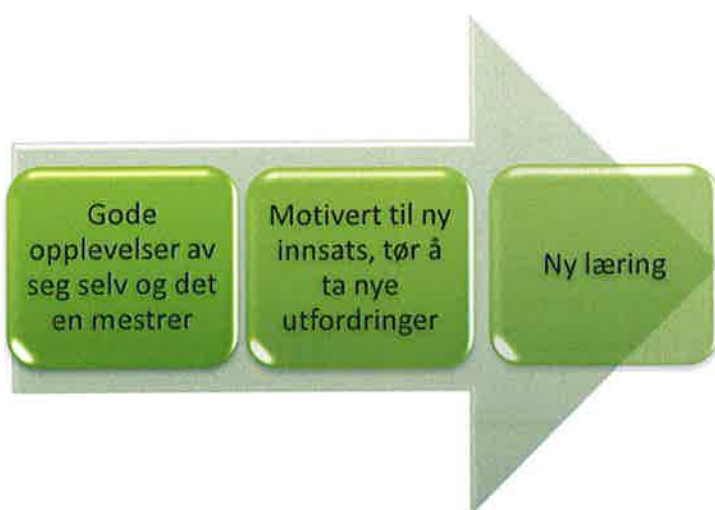 Gode
opplevelser av
seg selv og det
en mestrer
Motivert til ny
innsats, tør å
ta nye
utfordringer
Ny læring